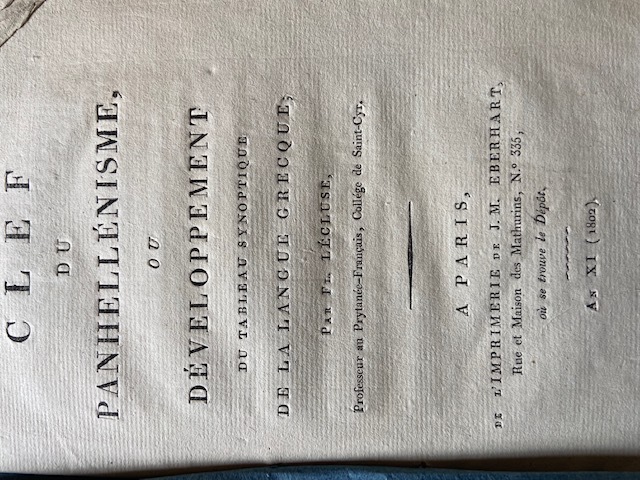 CLEF
DU
PANHELLÉNISME,
OU
DÉVELOPPEMENT
DU TABLEAU SYNOPTIQUE
DE LA LANGUE GRECQUE;
PAR FL. LÉCLUSE,
Professeur au Prytanée-Français, Collége de Saint-Cyr.
A PARIS,
DE L'IMPRIMERIE DE J. M. EBERHART,
Rue et Maison des Mathurins, N.° 335,
où se trouve le Dépôt.
AN XI (1802).